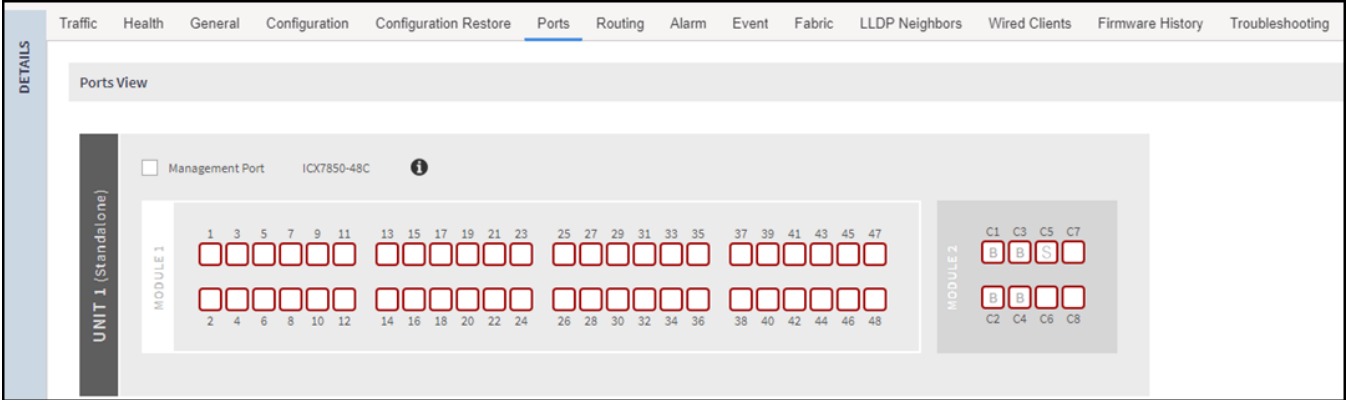 Traffic Health General Configuration Configuration Restore Ports Routing Alarm Event Fabric LLDP Neighbors Wired Clients Firmware History Troubleshooting
DETAILS
Ports View
UNIT 1 (Standalone)
Management Port ICX7850-48C i
MODULE 1
1 3 5 7 9 11 13 15 17 19 21 23 25 27 29 31 33 35 37 39 41 43 45 47
2 4 6 8 10 12 14 16 18 20 22 24 26 28 30 32 34 36 38 40 42 44 46 48
MODULE 2
C1 C3 C5 C7
B B S
B B
C2 C4 C6 C8